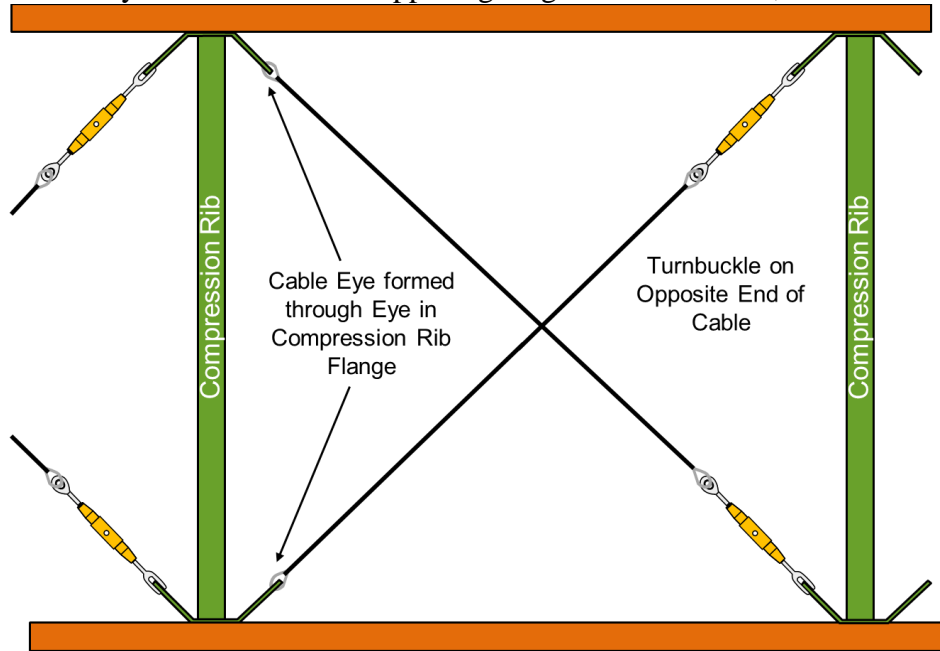 Compression Rib
Cable Eye formed
through Eye in
Compression Rib
Flange
Turnbuckle on
Opposite End of
Cable
Compression Rib